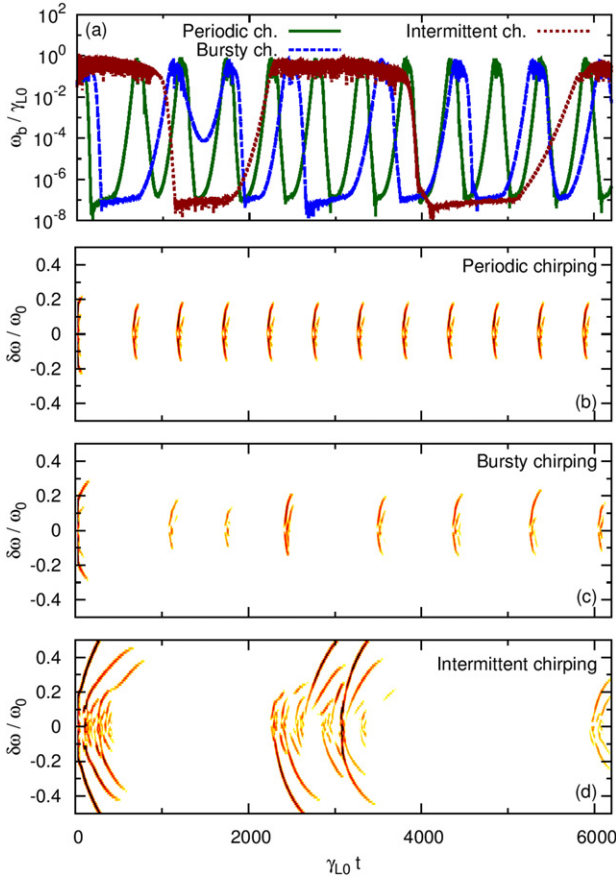 (a) Periodic ch. Intermittent ch.
Bursty ch.
ω_b / γ_L0
10^0
10^-2
10^-4
10^-6
10^-8
Periodic chirping
δω / ω_0
0.4
0.2
0
-0.2
-0.4
(b)
Bursty chirping
δω / ω_0
0.4
0.2
0
-0.2
-0.4
(c)
Intermittent chirping
δω / ω_0
0.4
0.2
0
-0.2
-0.4
(d)
0 2000 4000 6000
γ_L0 t